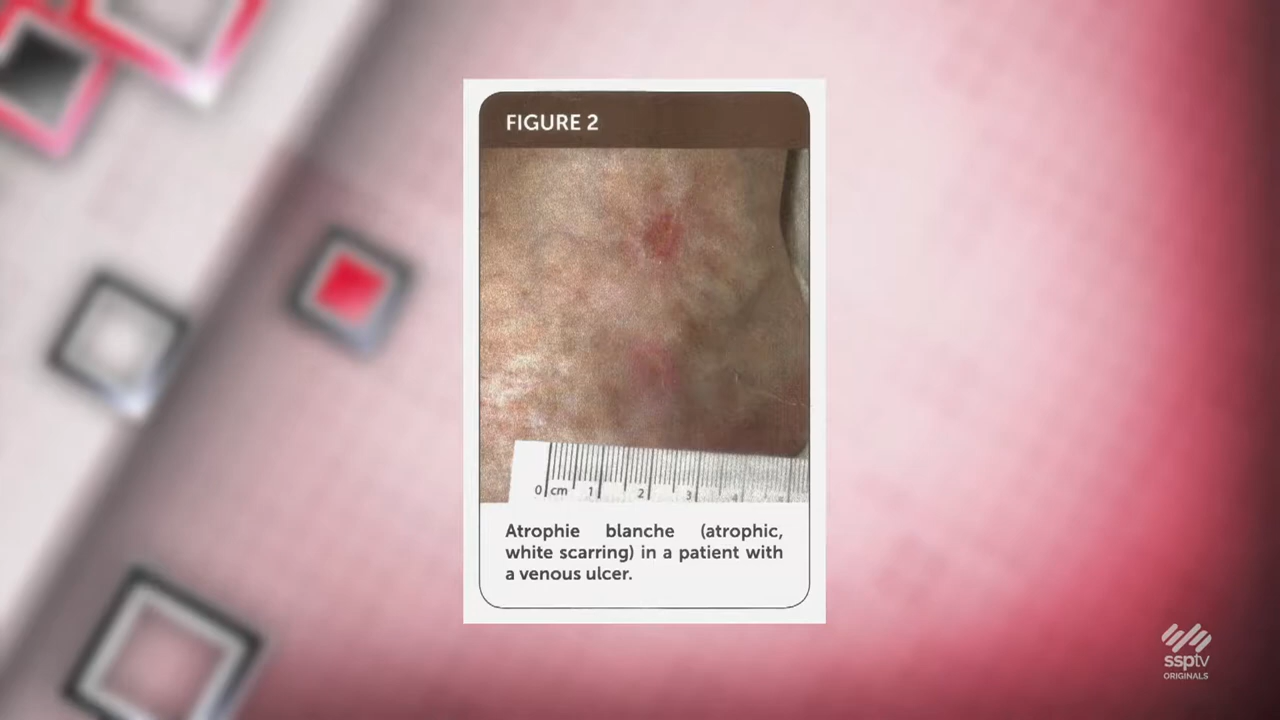 FIGURE 2
0 cm 1 2 3 4
Atrophie blanche (atrophic,
white scarring) in a patient with
a venous ulcer.
ssptv
ORIGINALS